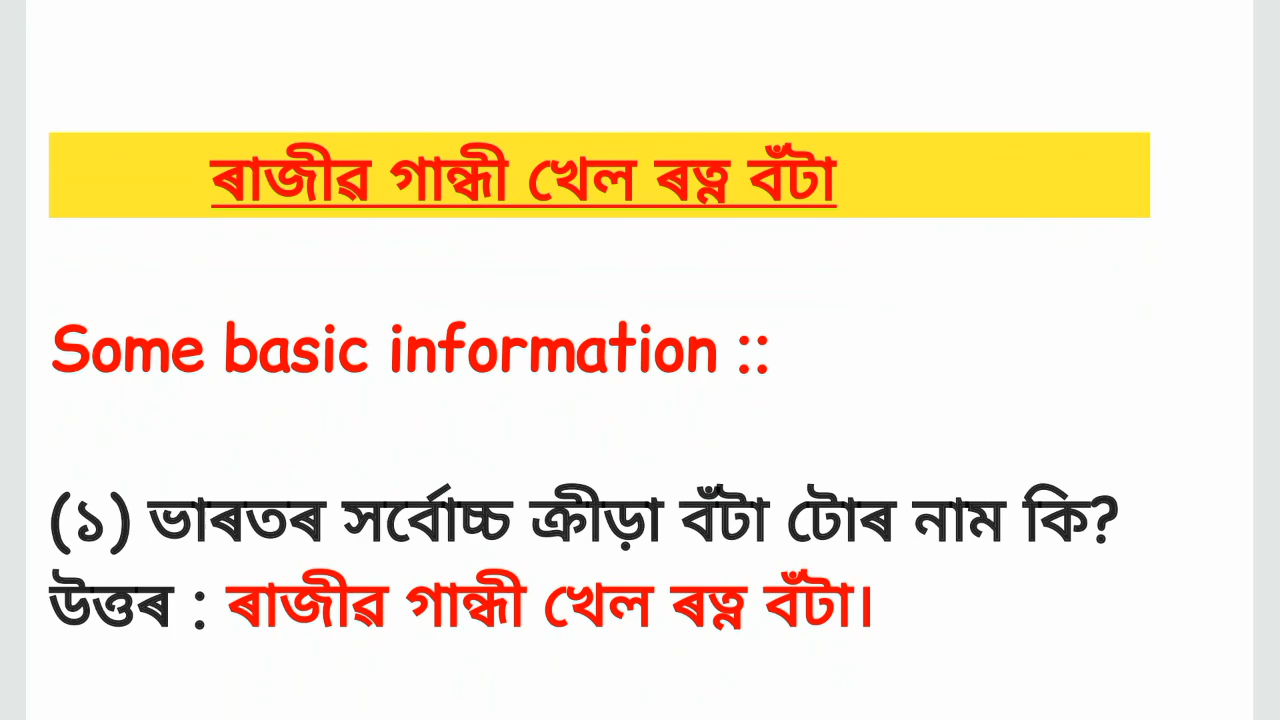 ৰাজীৱ গান্ধী খেল ৰত্ন বঁটা
Some basic information ::
(১) ভাৰতৰ সৰ্বোচ্চ ক্ৰীড়া বঁটা টোৰ নাম কি?
উত্তৰ : ৰাজীৱ গান্ধী খেল ৰত্ন বঁটা।